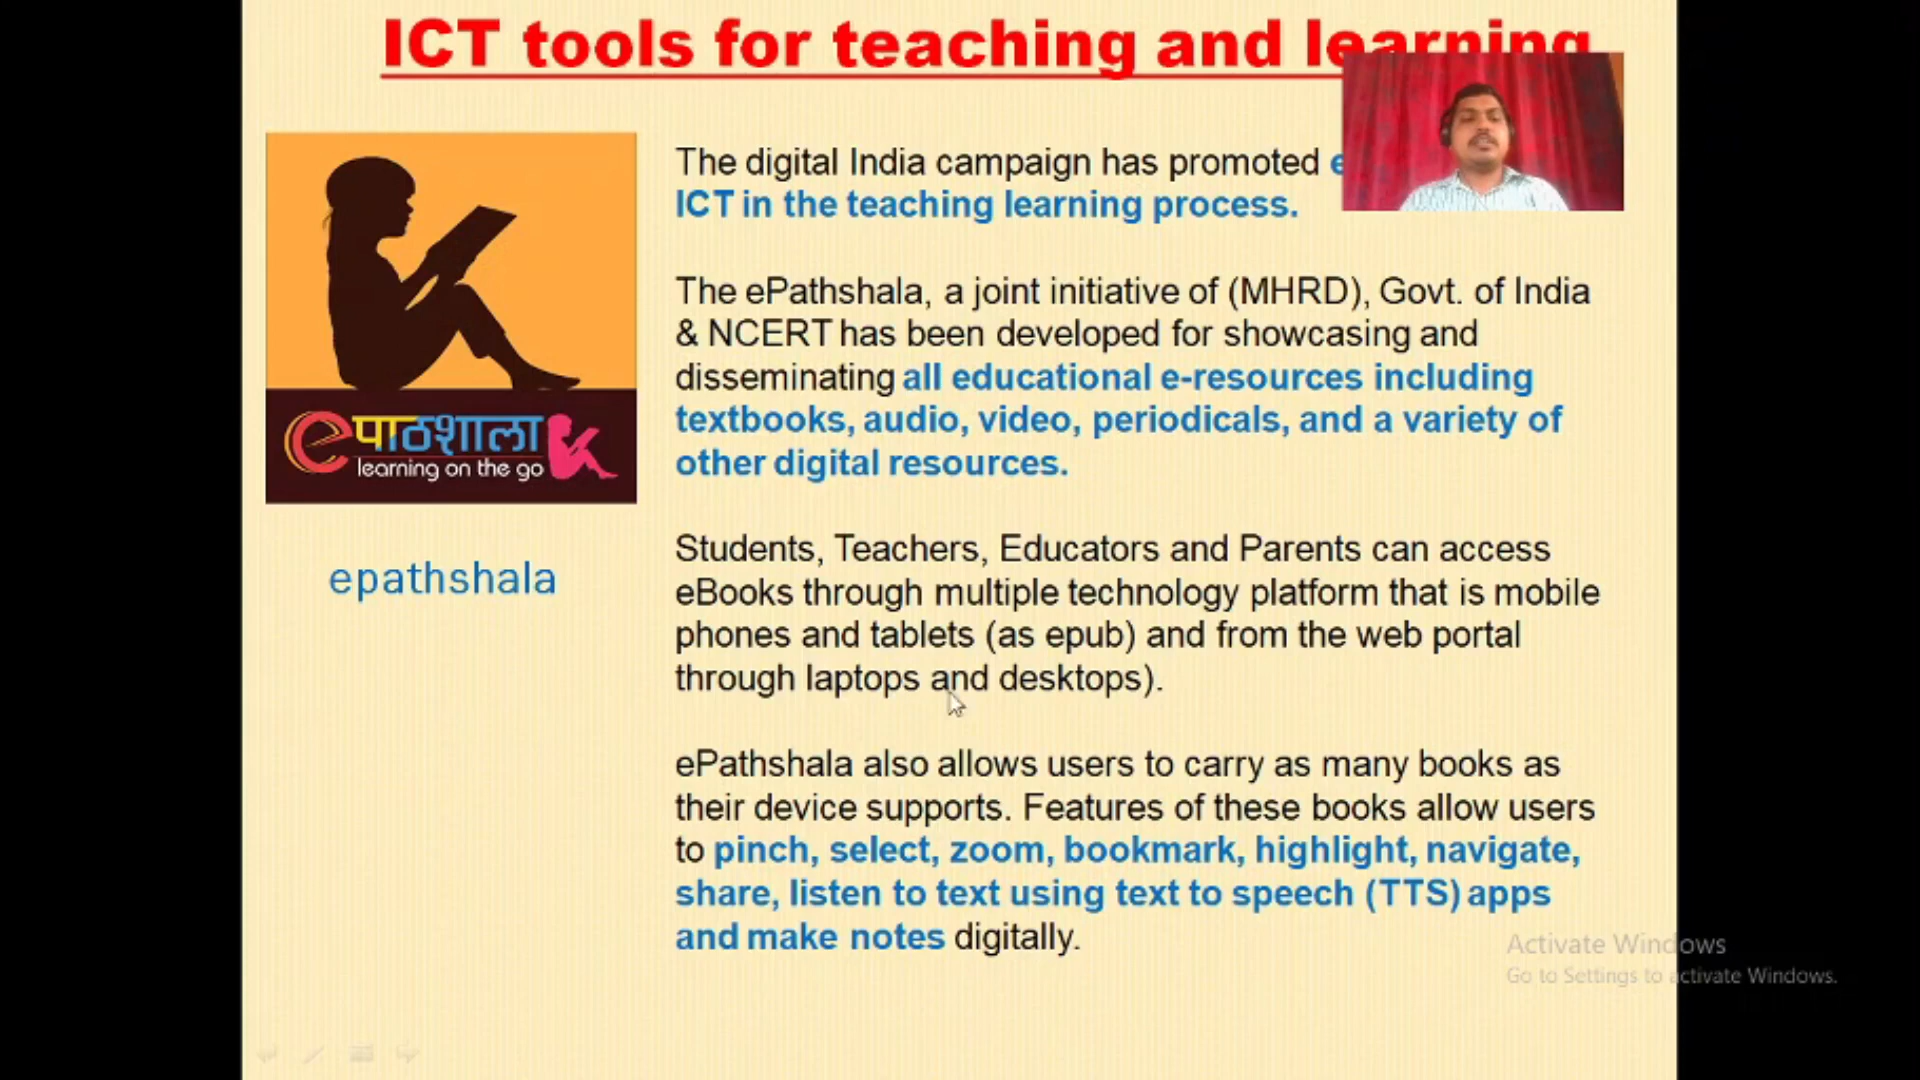 ICT tools for teaching and learning
The digital India campaign has promoted
ICT in the teaching learning process.
The ePathshala, a joint initiative of (MHRD), Govt. of India
& NCERT has been developed for showcasing and
disseminating all educational e-resources including
textbooks, audio, video, periodicals, and a variety of
other digital resources.
Students, Teachers, Educators and Parents can access
eBooks through multiple technology platform that is mobile
phones and tablets (as epub) and from the web portal
through laptops and desktops).
ePathshala also allows users to carry as many books as
their device supports. Features of these books allow users
to pinch, select, zoom, bookmark, highlight, navigate,
share, listen to text using text to speech (TTS) apps
and make notes digitally.
eपाठशाला
learning on the go
epathshala
Activate Windows
Go to Settings to activate Windows.